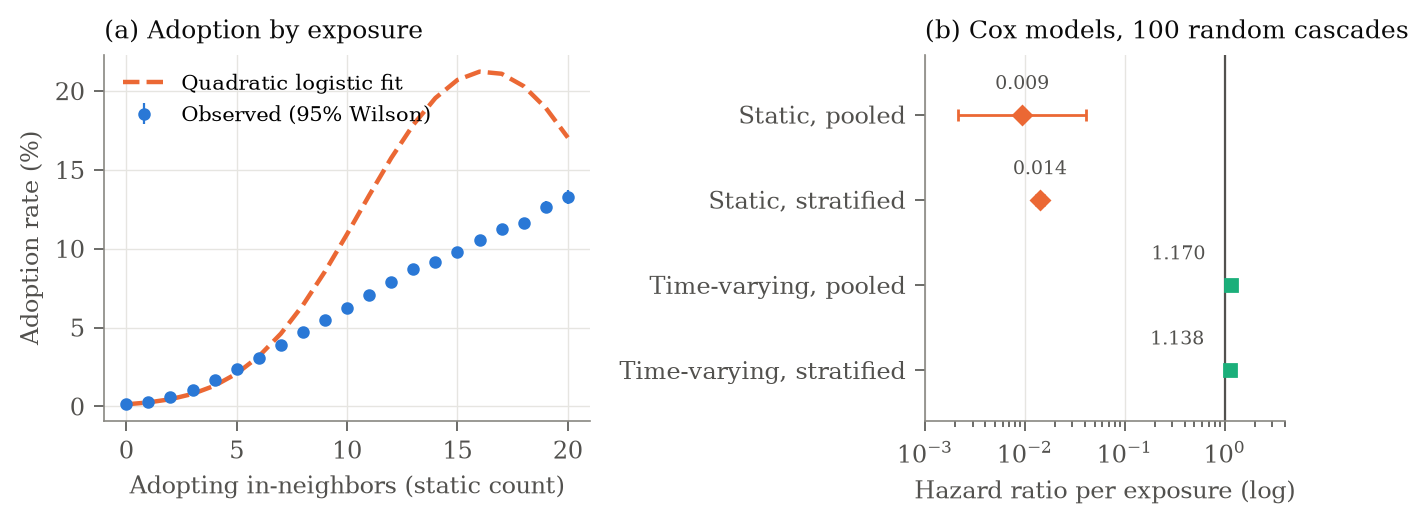 (a) Adoption by exposure
Quadratic logistic fit
Observed (95% Wilson)
Adoption rate (%)
20
15
10
5
0
0 5 10 15 20
Adopting in-neighbors (static count)
(b) Cox models, 100 random cascades
Static, pooled
0.009
Static, stratified
0.014
Time-varying, pooled
1.170
Time-varying, stratified
1.138
10⁻³ 10⁻² 10⁻¹ 10⁰
Hazard ratio per exposure (log)